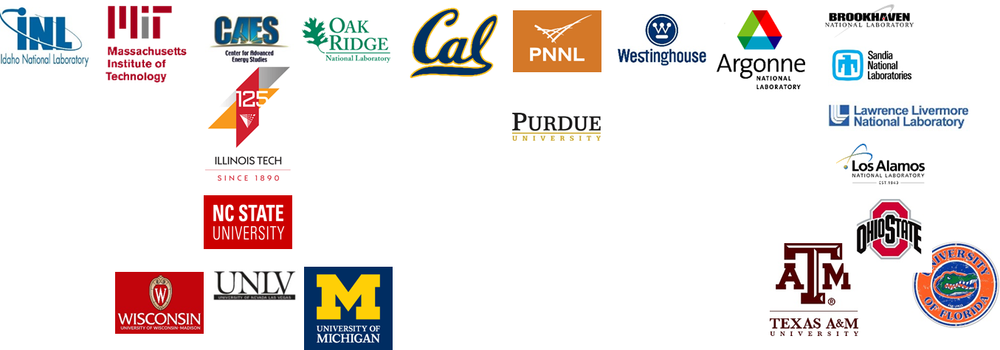 INL
Idaho National Laboratory
MIT
Massachusetts
Institute of
Technology
CAES
Center for Advanced
Energy Studies
OAK
RIDGE
National Laboratory
Cal
PNNL
W
Westinghouse
Argonne
NATIONAL
LABORATORY
BROOKHAVEN
NATIONAL LABORATORY
Sandia
National
Laboratories
Lawrence Livermore
National Laboratory
Los Alamos
NATIONAL LABORATORY
EST. 1943
125
ILLINOIS TECH
SINCE 1890
PURDUE
UNIVERSITY
NC STATE
UNIVERSITY
OHIO STATE
W
WISCONSIN
UNIVERSITY OF WISCONSIN-MADISON
UNLV
UNIVERSITY OF NEVADA LAS VEGAS
M
UNIVERSITY OF
MICHIGAN
ATM
®
TEXAS A&M
UNIVERSITY
UNIVERSITY
OF FLORIDA